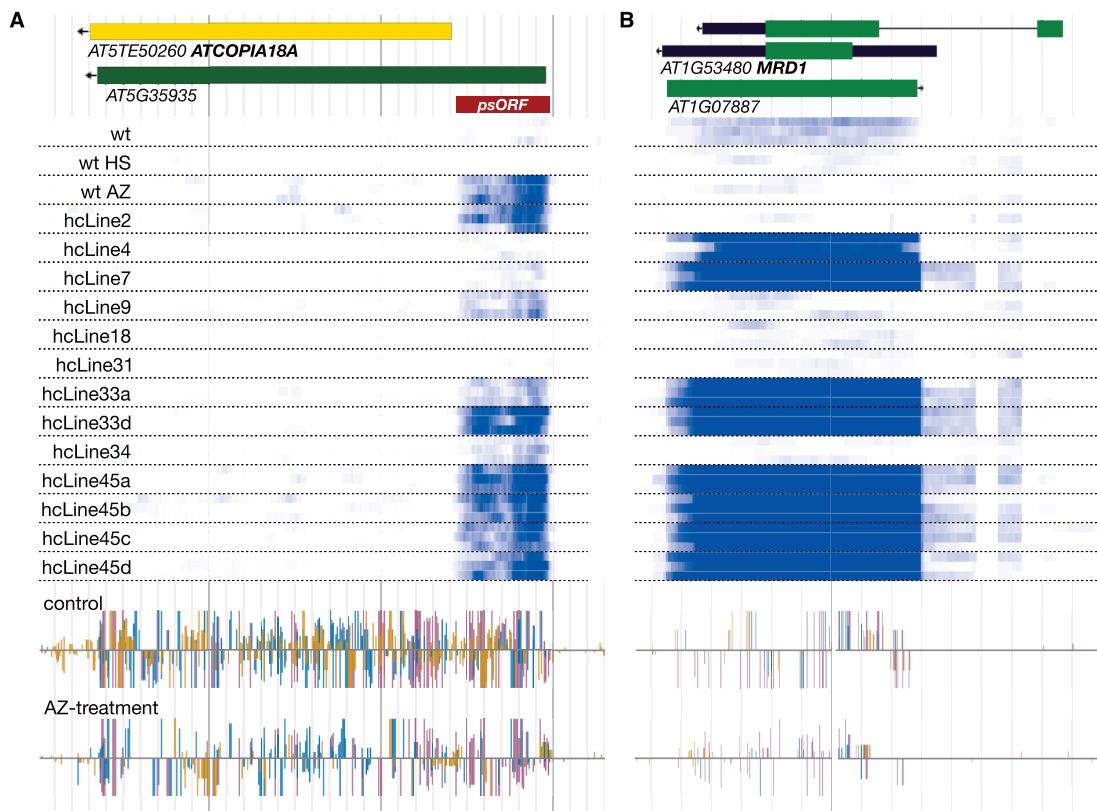 A
AT5TE50260 ATCOPIA18A
AT5G35935
psORF
B
AT1G53480 MRD1
AT1G07887
wt
wt HS
wt AZ
hcLine2
hcLine4
hcLine7
hcLine9
hcLine18
hcLine31
hcLine33a
hcLine33d
hcLine34
hcLine45a
hcLine45b
hcLine45c
hcLine45d
control
AZ-treatment